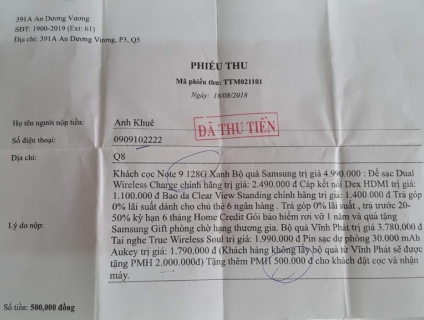 391A An Dương Vương
SĐT: 1900-2019 (Ext: 61)
Địa chỉ: 391A An Dương Vương, P3, Q5
PHIẾU THU
Mã phiếu thu: TTM021101
Ngày: 18/08/2018
Họ tên người nộp tiền: Anh Khuê
ĐÃ THU TIỀN
Số điện thoại: 0909102222
Địa chỉ: Q8
Khách cọc Note 9 128G Xanh Bộ quà Samsung trị giá 4.990.000 : Đế sạc Dual
Wireless Charge chính hãng trị giá: 2.490.000 đ Cáp kết nối Dex HDMI trị giá:
1.100.000 đ Bao da Clear View Standing chính hãng trị giá: 1.400.000 đ Trả góp
0% lãi suất dành cho chủ thẻ 6 ngân hàng . Trả góp 0% lãi suất , trả trước 20-
50% kỳ hạn 6 tháng Home Credit Gói bảo hiểm rơi vỡ 1 năm và quà tặng
Samsung Gift phòng chờ hạng thương gia. Bộ quà Vĩnh Phát trị giá 3.780.000 đ
Lý do nộp: Tai nghe True Wireless Soul trị giá: 1.990.000 đ Pin sạc dự phòng 30.000 mAh
Aukey trị giá: 1.790.000 đ (Khách hàng không lấy bộ quà từ Vĩnh Phát sẽ được
tặng PMH 2.000.000đ) Tặng thêm PMH 500.000 đ cho khách đặt cọc và nhận
máy.
Số tiền: 500,000 đồng